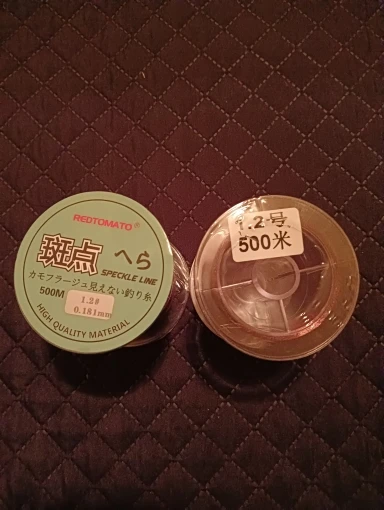 REDTOMATO®
斑点 へら
SPECKLE LINE
カモフラージュ見えない釣り糸
500M
1.2#
0.181mm
HIGH QUALITY MATERIAL
1.2号
500米